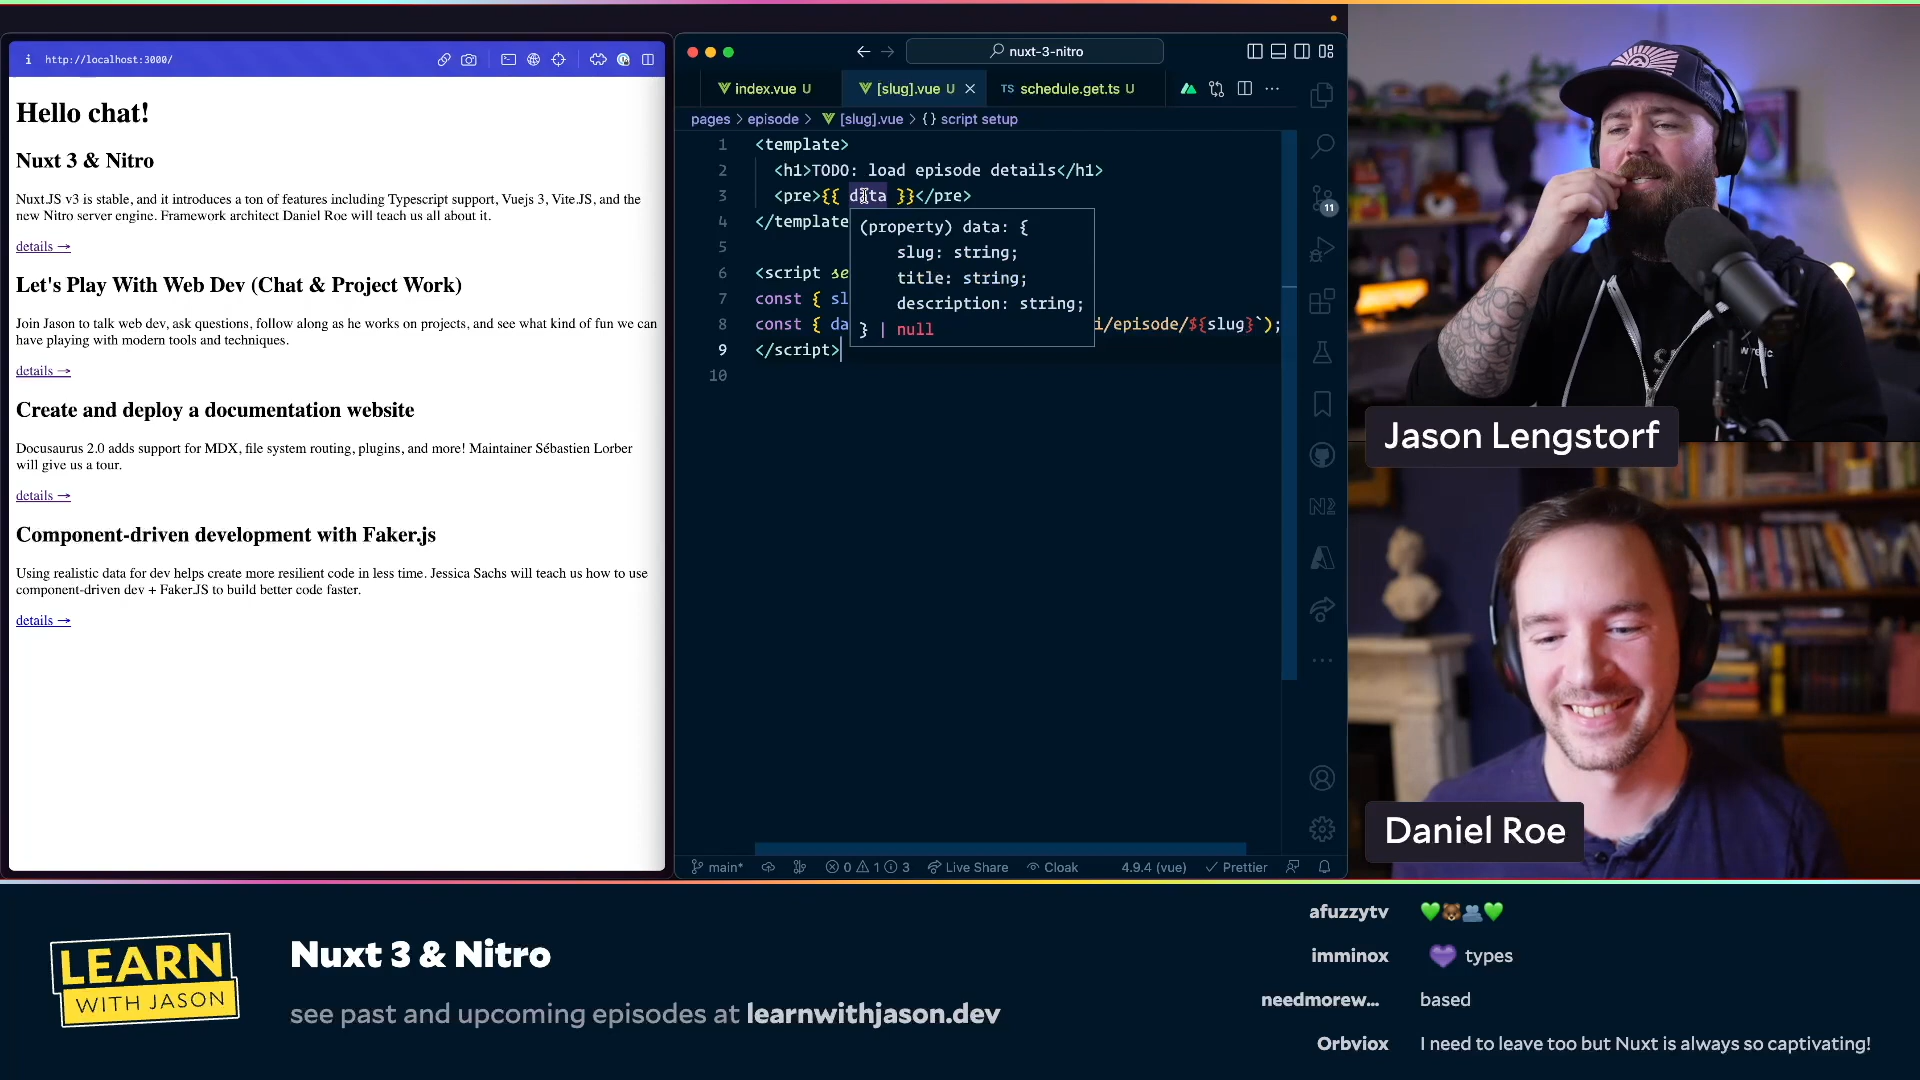 http://localhost:3000/
Hello chat!
Nuxt 3 & Nitro
Nuxt.JS v3 is stable, and it introduces a ton of features including Typescript support, Vuejs 3, Vite.JS, and the
new Nitro server engine. Framework architect Daniel Roe will teach us all about it.
details →
Let's Play With Web Dev (Chat & Project Work)
Join Jason to talk web dev, ask questions, follow along as he works on projects, and see what kind of fun we can
have playing with modern tools and techniques.
details →
Create and deploy a documentation website
Docusaurus 2.0 adds support for MDX, file system routing, plugins, and more! Maintainer Sébastien Lorber
will give us a tour.
details →
Component-driven development with Faker.js
Using realistic data for dev helps create more resilient code in less time. Jessica Sachs will teach us how to use
component-driven dev + Faker.JS to build better code faster.
details →
nuxt-3-nitro
index.vue U
[slug].vue U
TS schedule.get.ts U
pages > episode > [slug].vue > {} script setup
1 <template>
2 <h1>TODO: load episode details</h1>
3 <pre>{{ data }}</pre>
4 </template
5
6 <script se
7 const { sl
8 const { da i/episode/${slug}`);
9 </script>
10
(property) data: {
slug: string;
title: string;
description: string;
} | null
11
main* 0 1 3 Live Share Cloak 4.9.4 (vue) Prettier
Jason Lengstorf
Daniel Roe
LEARN
WITH JASON
Nuxt 3 & Nitro
see past and upcoming episodes at learnwithjason.dev
afuzzytv 💚🐻🫂💚
imminox 💜 types
needmorew... based
Orbviox I need to leave too but Nuxt is always so captivating!